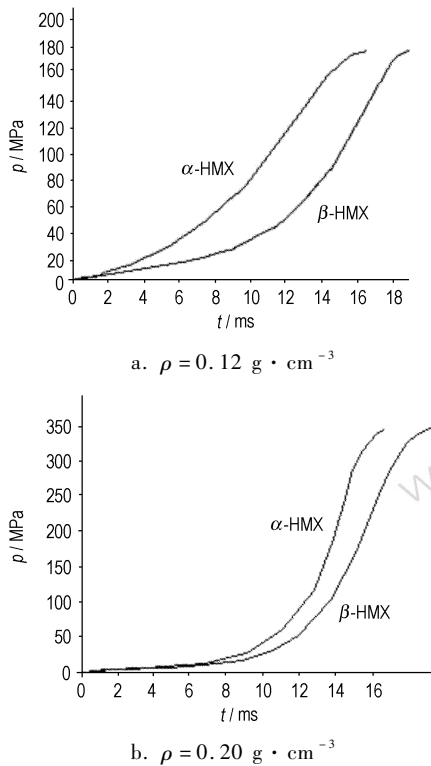 200
180
160
140
120
100
80
60
40
20
0
p / MPa
α-HMX
β-HMX
0 2 4 6 8 10 12 14 16 18
t / ms
a. ρ = 0. 12 g · cm⁻³
350
300
250
200
150
100
50
0
p / MPa
α-HMX
β-HMX
0 2 4 6 8 10 12 14 16
t / ms
b. ρ = 0. 20 g · cm⁻³